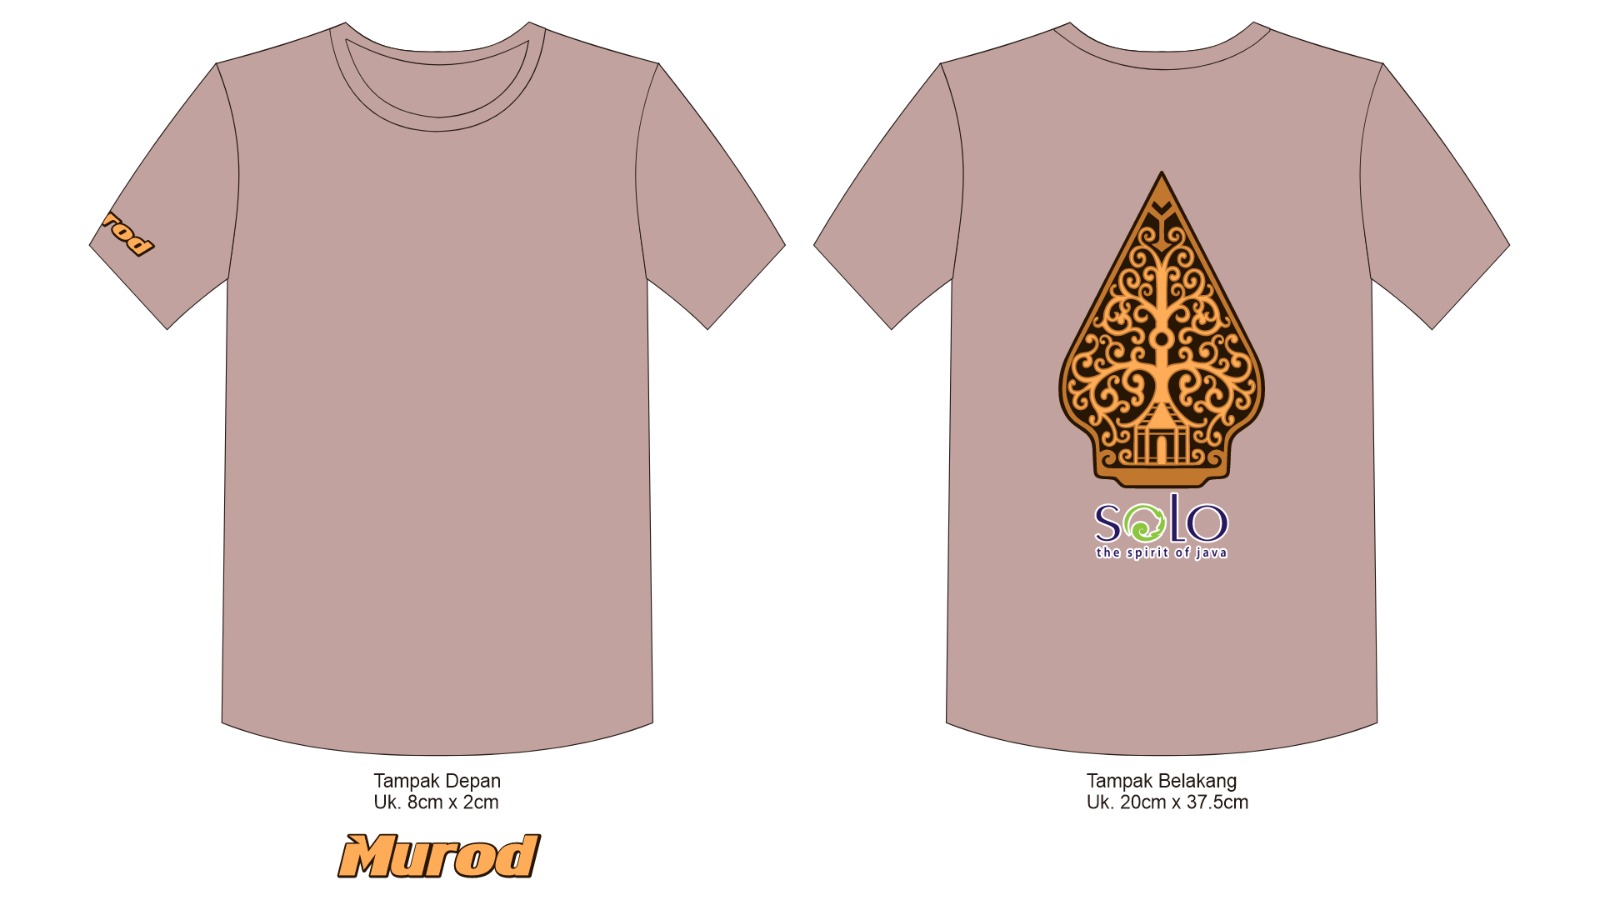 rod
solo
the spirit of java
Tampak Depan
Uk. 8cm x 2cm
Murod
Tampak Belakang
Uk. 20cm x 37.5cm